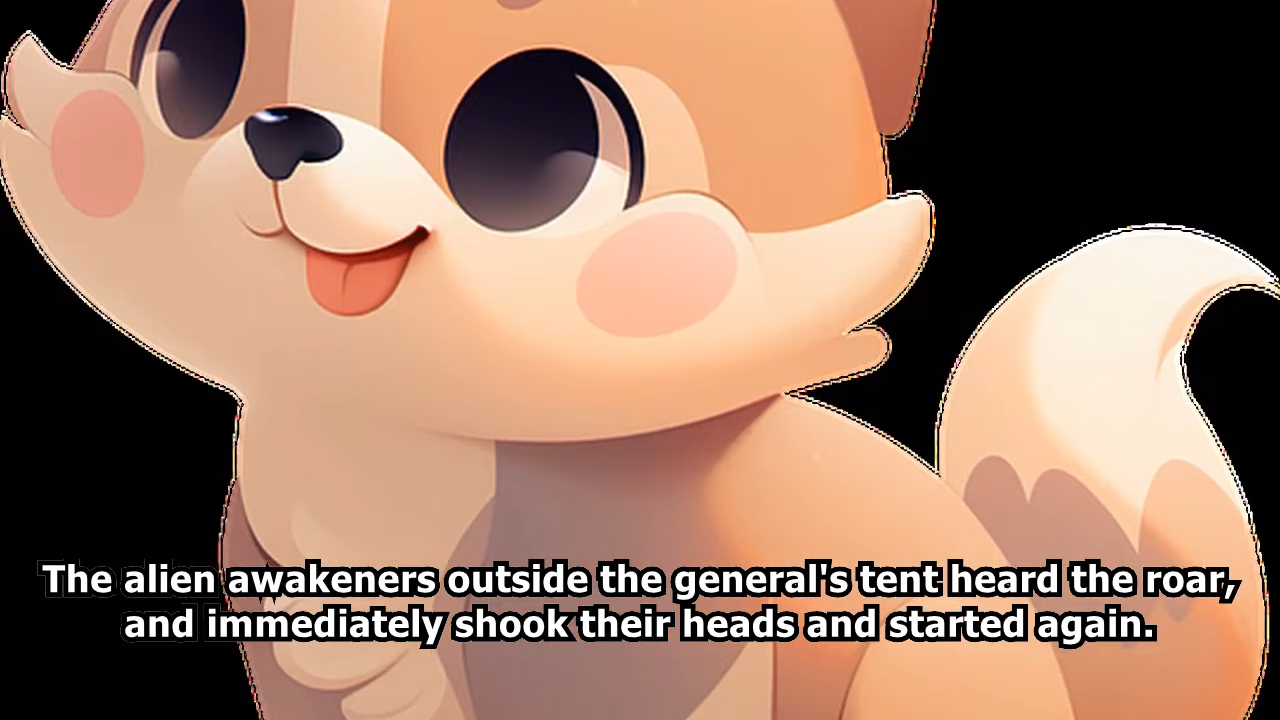 The alien awakeners outside the general's tent heard the roar,
and immediately shook their heads and started again.